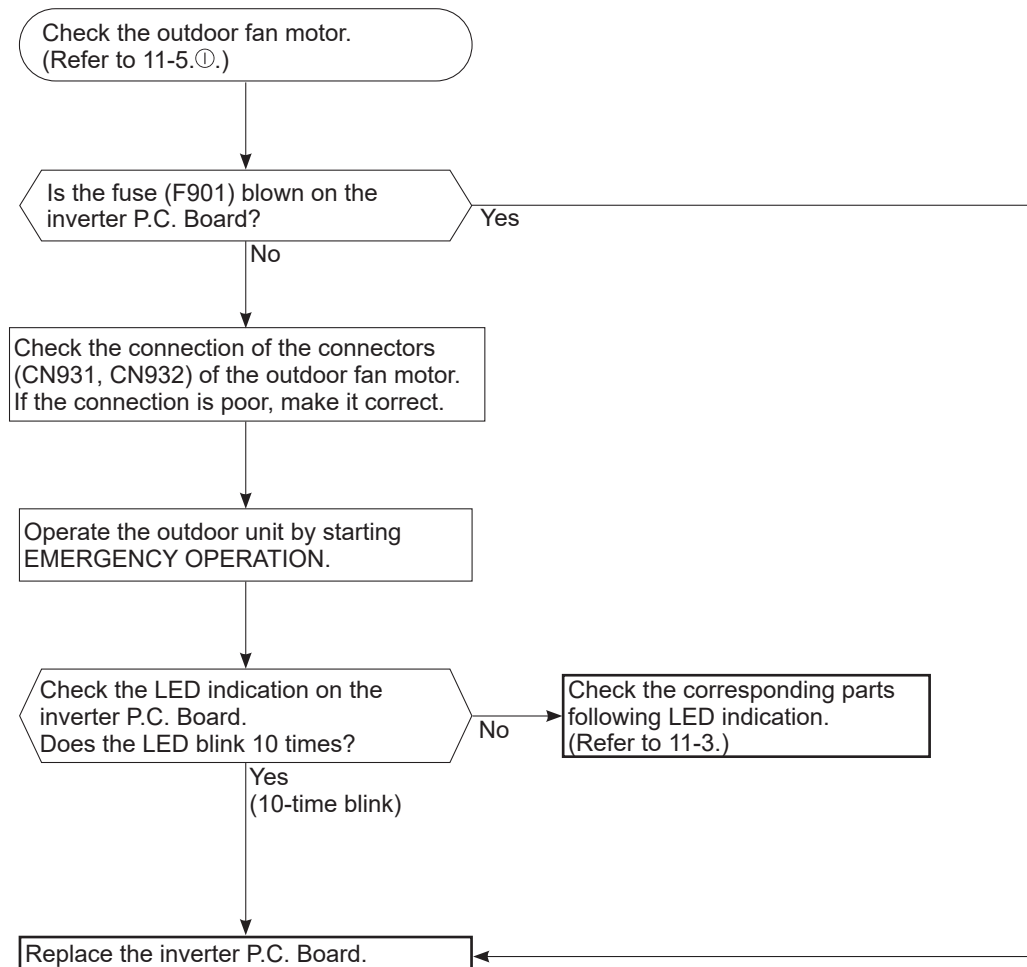 Check the outdoor fan motor.
(Refer to 11-5.Ⓘ.)
Is the fuse (F901) blown on the
inverter P.C. Board?
Yes
No
Check the connection of the connectors
(CN931, CN932) of the outdoor fan motor.
If the connection is poor, make it correct.
Operate the outdoor unit by starting
EMERGENCY OPERATION.
Check the LED indication on the
inverter P.C. Board.
Does the LED blink 10 times?
No
Check the corresponding parts
following LED indication.
(Refer to 11-3.)
Yes
(10-time blink)
Replace the inverter P.C. Board.